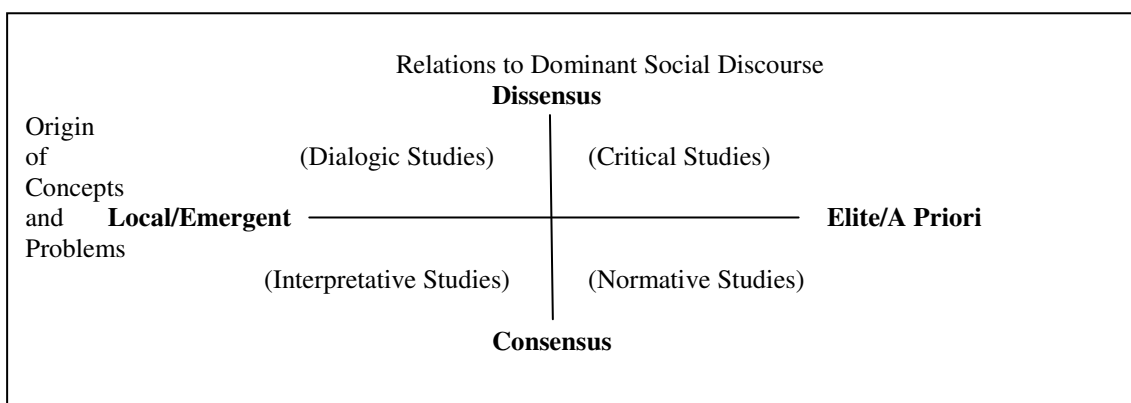 Relations to Dominant Social Discourse
Dissensus
Origin
of
Concepts
and
Problems
(Dialogic Studies) (Critical Studies)
Local/Emergent Elite/A Priori
(Interpretative Studies) (Normative Studies)
Consensus